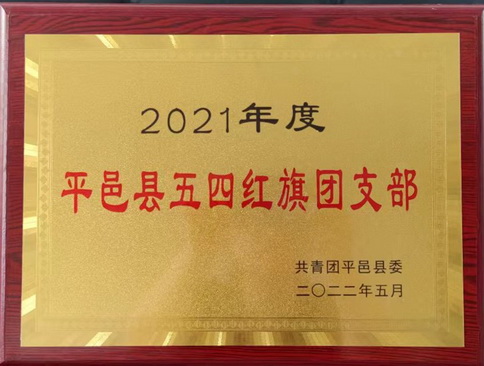 2021年度
平邑县五四红旗团支部
共青团平邑县委
二〇二二年五月